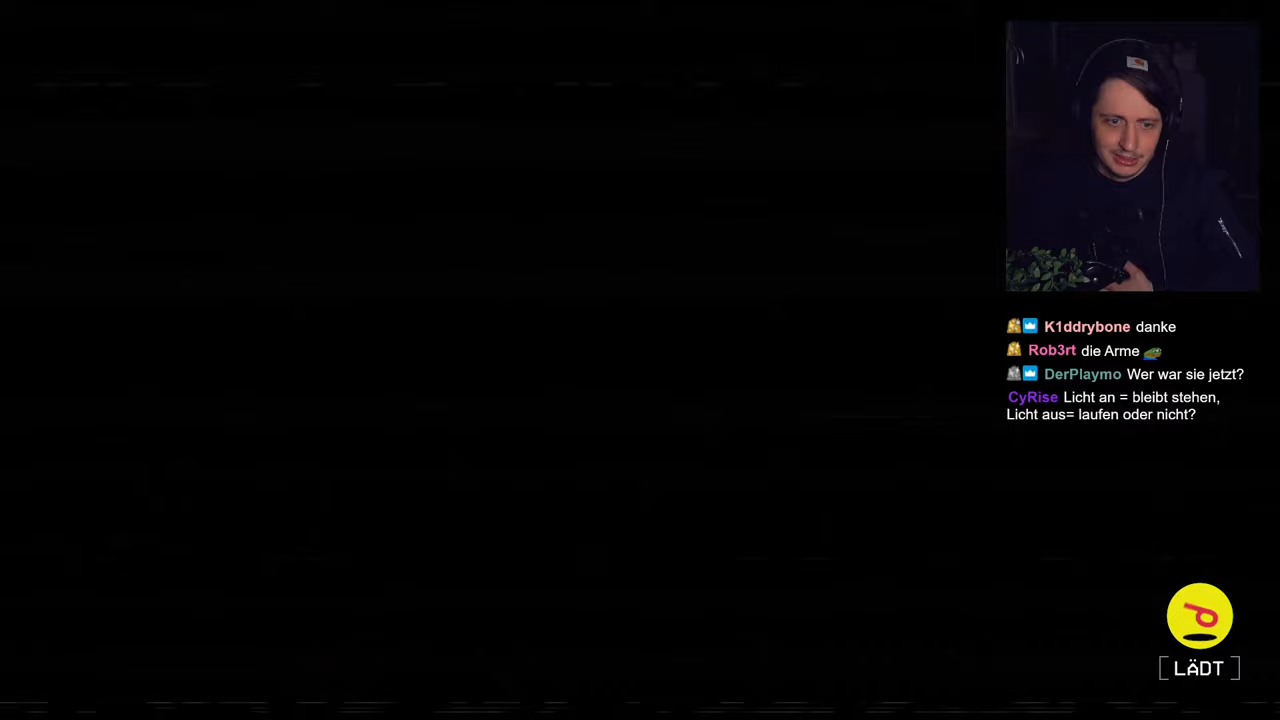 K1ddrybone danke
Rob3rt die Arme
DerPlaymo Wer war sie jetzt?
CyRise Licht an = bleibt stehen,
Licht aus= laufen oder nicht?
[LÄDT]